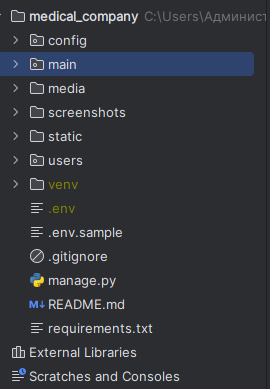 medical_company C:\Users\Админист
config
main
media
screenshots
static
users
venv
.env
.env.sample
.gitignore
manage.py
README.md
requirements.txt
External Libraries
Scratches and Consoles